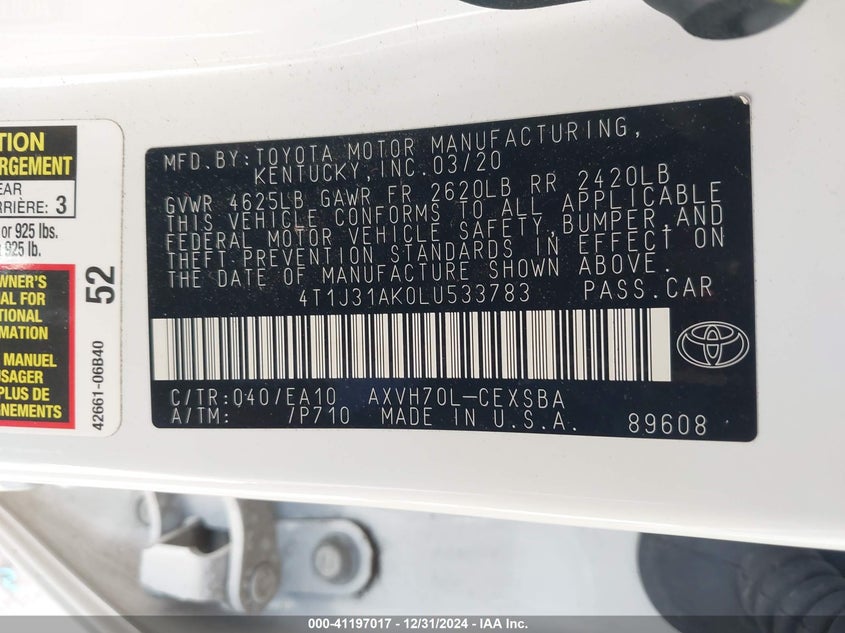 TION
ARGEMENT
EAR
RRIÈRE: 3
or 925 lbs.
925 lb.
WNER'S
AL FOR
TIONAL
MATION
MANUEL
USAGER
PLUS DE
GNEMENTS
52
42661-06B40
MFD.BY:TOYOTA MOTOR MANUFACTURING,
KENTUCKY,INC.03/20
GVWR 4625LB GAWR FR 2620LB RR 2420LB
THIS VEHICLE CONFORMS TO ALL APPLICABLE
FEDERAL MOTOR VEHICLE SAFETY,BUMPER,AND
THEFT PREVENTION STANDARDS IN EFFECT ON
THE DATE OF MANUFACTURE SHOWN ABOVE.
4T1J31AK0LU533783 PASS.CAR
C/TR:040/EA10 AXVH70L-CEXSBA
A/TM: /P710 MADE IN U.S.A. 89608
000-41197017 - 12/31/2024 - IAA Inc.